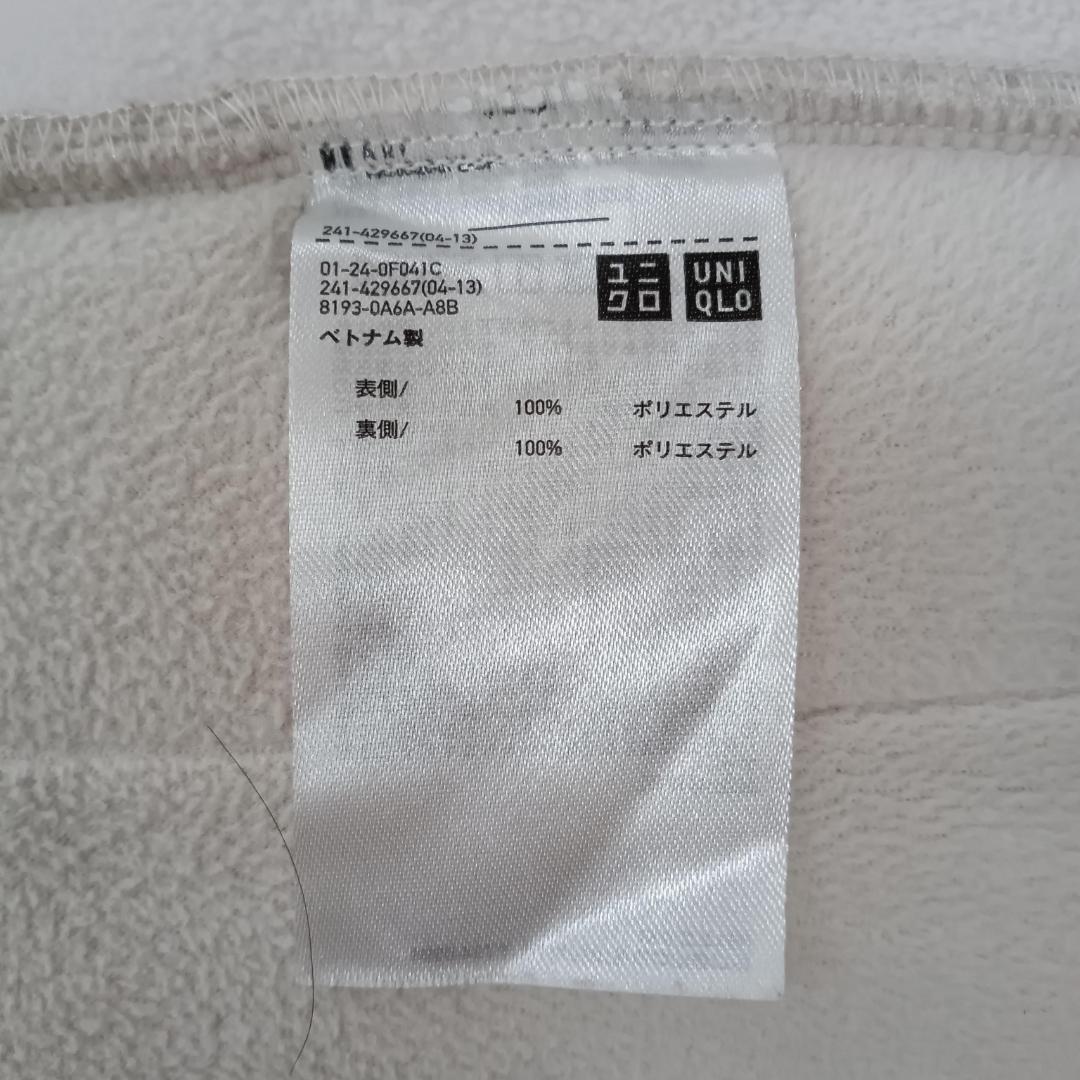 241-429667(04-13)
01-24-0F041C
241-429667(04-13)
8193-0A6A-A8B
ベトナム製
ユニ
クロ
UNI
QLO
表側/
100% ポリエステル
裏側/
100% ポリエステル